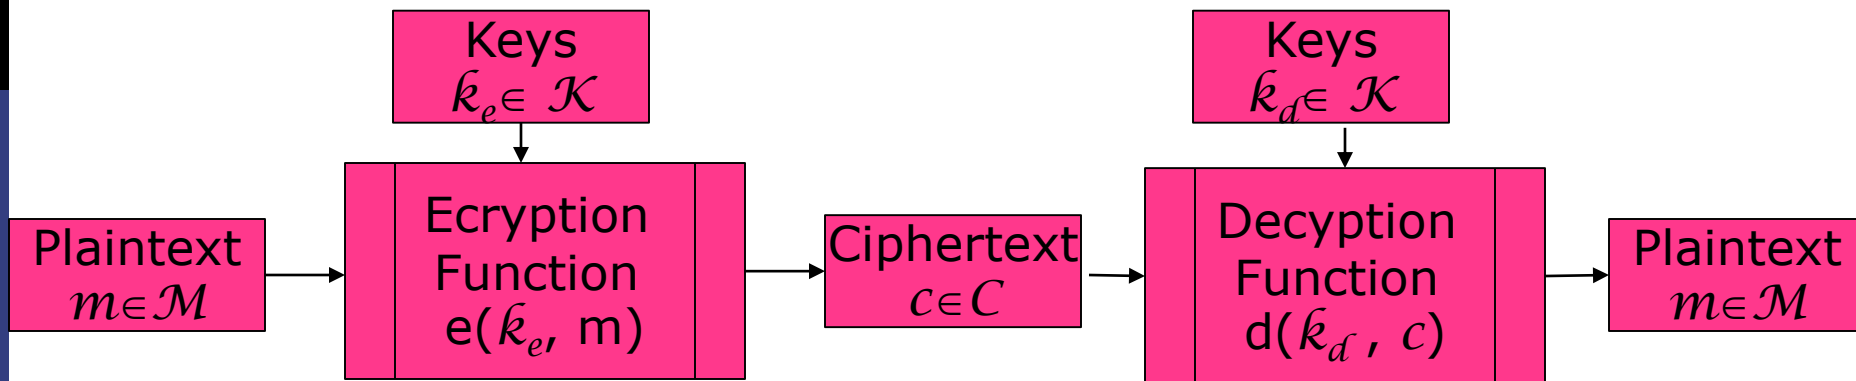 Keys
kₑ∈ 𝒦
Keys
k_d∈ 𝒦
Plaintext
m∈ℳ
Ecryption
Function
e(kₑ, m)
Ciphertext
c∈C
Decyption
Function
d(k_d , c)
Plaintext
m∈ℳ